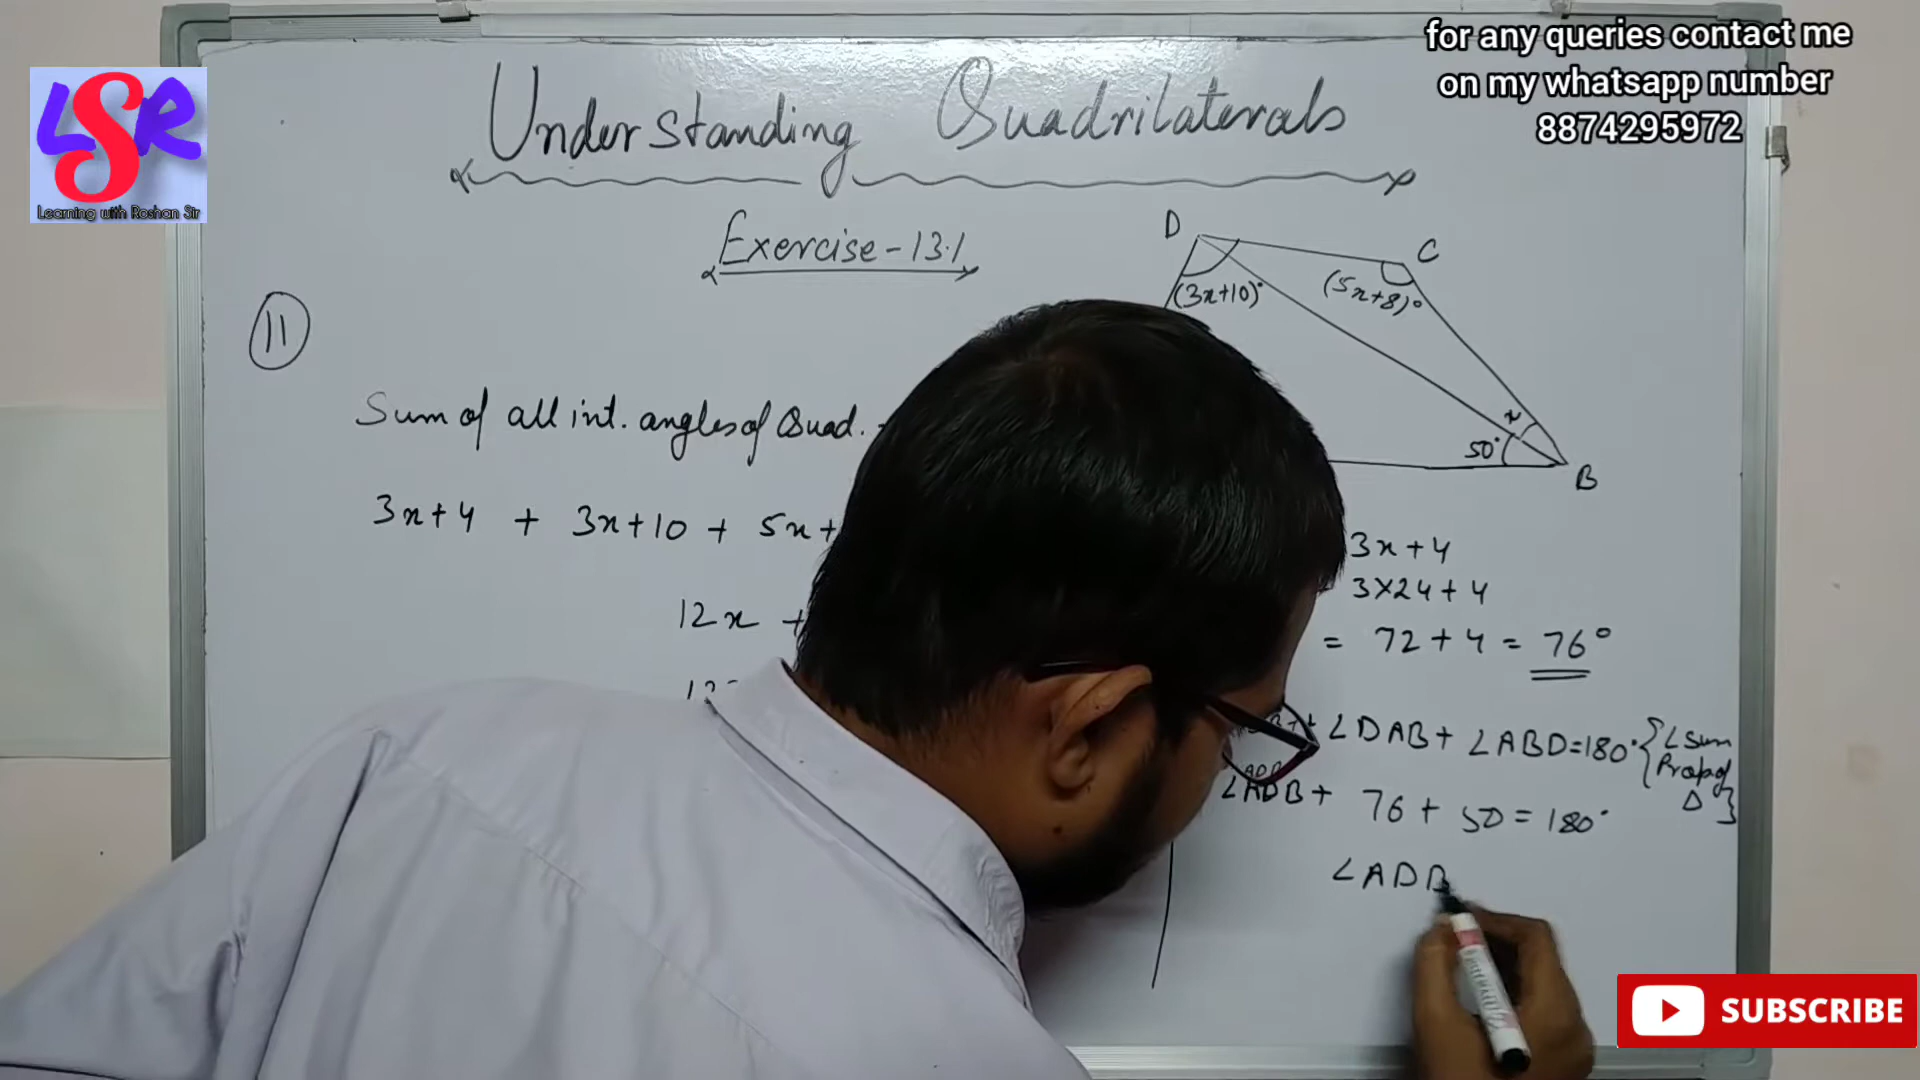 for any queries contact me
on my whatsapp number
8874295972
LSR
Learning with Roshan Sir
Understanding Quadrilaterals
Exercise-13.1
11
D
C
(3x+10)°
(5x+8)°
x
50°
B
Sum of all int. angles of Quad.
3x+4 + 3x+10 + 5x+
12x +
3x+4
3×24+4
= 72+4 = 76°
∠DAB+ ∠ABD=180° {∠Sum
Prop of
Δ}
∠ADB+ 76+ 50=180°
∠ADB
SUBSCRIBE